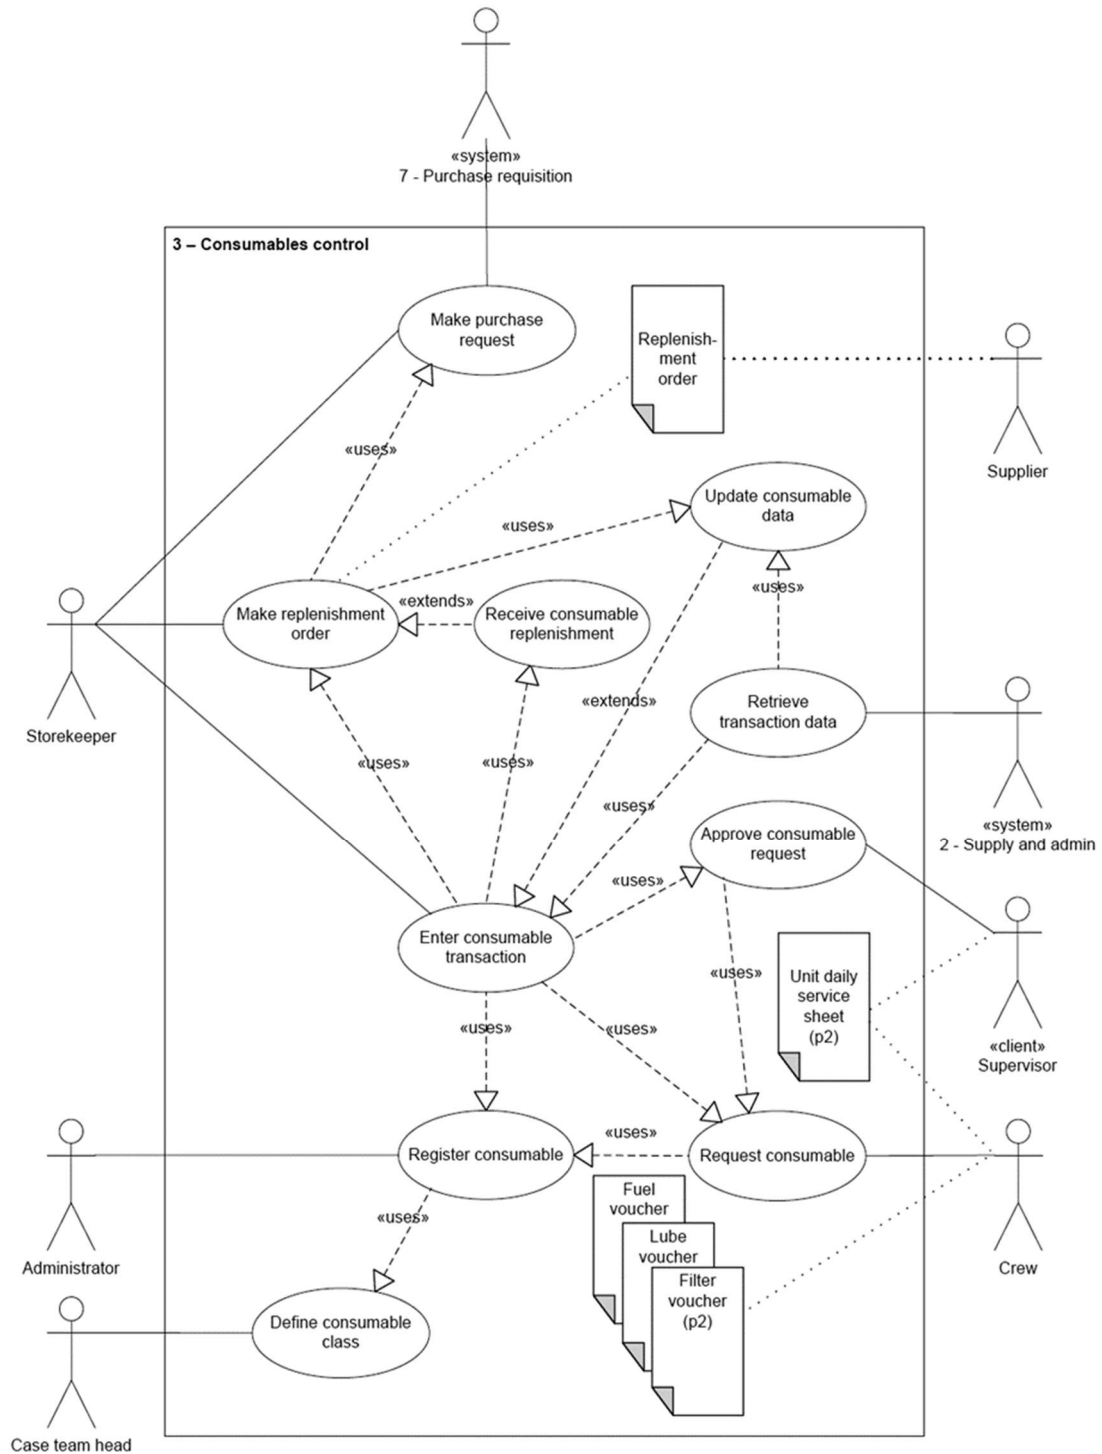 «system»
7 - Purchase requisition
3 – Consumables control
Make purchase
request
Replenish-
ment
order
Supplier
«uses»
Update consumable
data
«uses»
«uses»
Make replenishment
order
«extends»
Receive consumable
replenishment
Storekeeper
«extends»
Retrieve
transaction data
«uses»
«uses»
«uses»
«system»
2 - Supply and admin
Approve consumable
request
«uses»
Enter consumable
transaction
«uses»
Unit daily
service
sheet
(p2)
«uses»
«uses»
«client»
Supervisor
Register consumable
«uses»
Request consumable
Fuel
voucher
«uses»
Lube
voucher
Administrator
Filter
voucher
(p2)
Crew
Define consumable
class
Case team head